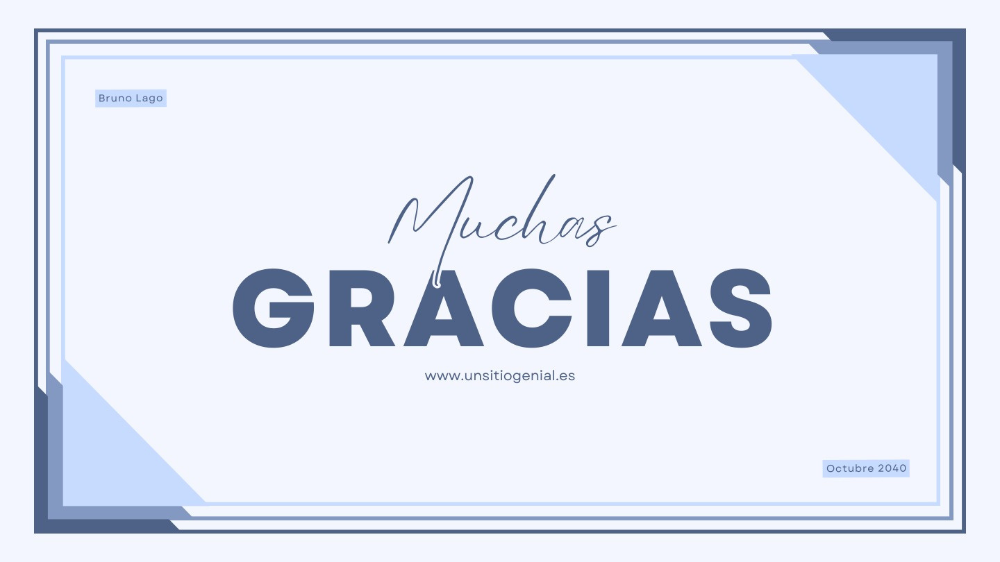 Bruno Lago
Muchas
GRACIAS
www.unsitiogenial.es
Octubre 2040